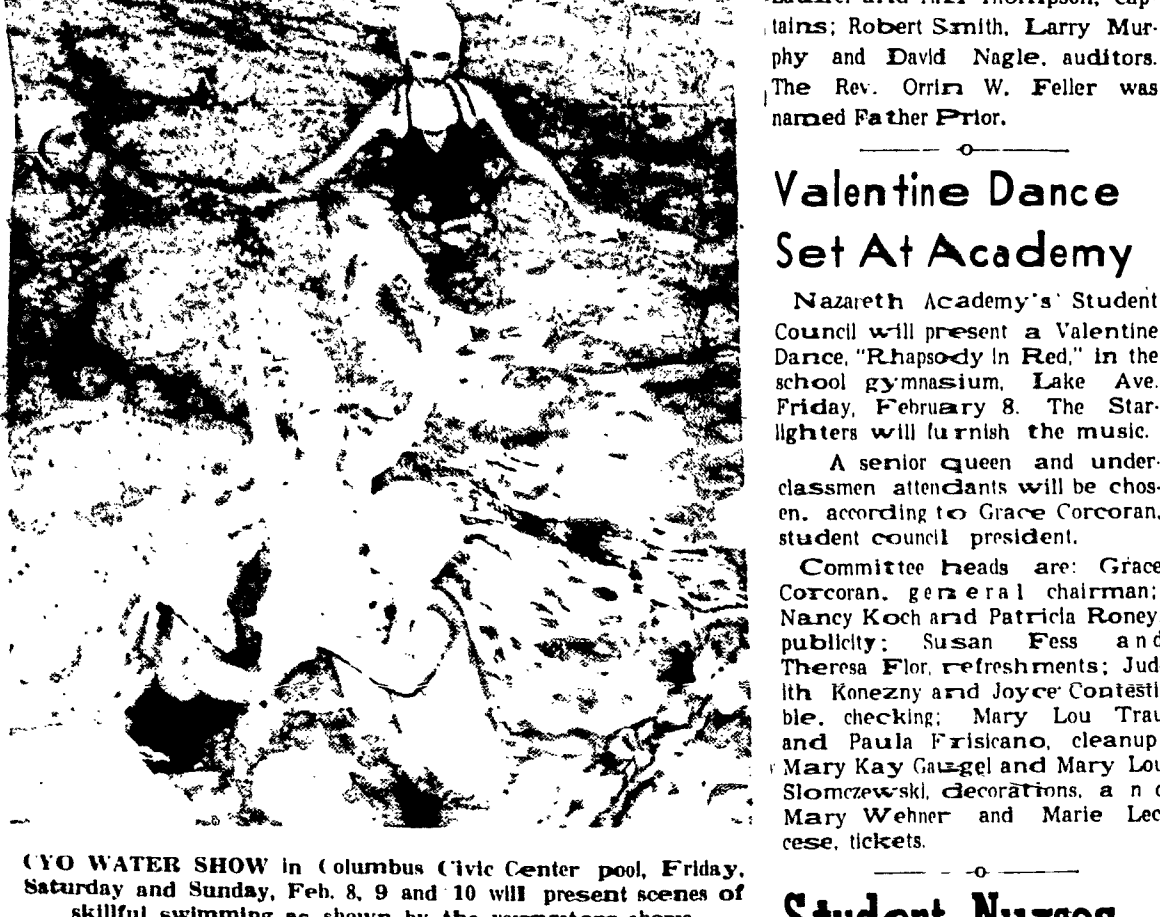 CYO WATER SHOW in Columbus Civic Center pool, Friday,
Saturday and Sunday, Feb. 8, 9 and 10 will present scenes of
skillful swimming as shown by the youngsters above.
tains; Robert Smith, Larry Mur-
phy and David Nagle, auditors.
The Rev. Orrin W. Feller was
named Father Prior.
Valentine Dance
Set At Academy
Nazareth Academy's Student
Council will present a Valentine
Dance, "Rhapsody in Red," in the
school gymnasium, Lake Ave.
Friday, February 8. The Star-
lighters will furnish the music.
A senior queen and under-
classmen attendants will be chos-
en, according to Grace Corcoran,
student council president.
Committee heads are: Grace
Corcoran, general chairman;
Nancy Koch and Patricia Roney
publicity; Susan Fess and
Theresa Flor, refreshments; Jud
ith Konezny and Joyce Contesti
ble, checking; Mary Lou Trau
and Paula Frisicano, cleanup
Mary Kay Gaugel and Mary Lou
Slomczewski, decorations, and
Mary Wehner and Marie Lec
cese, tickets.
Student Nurses